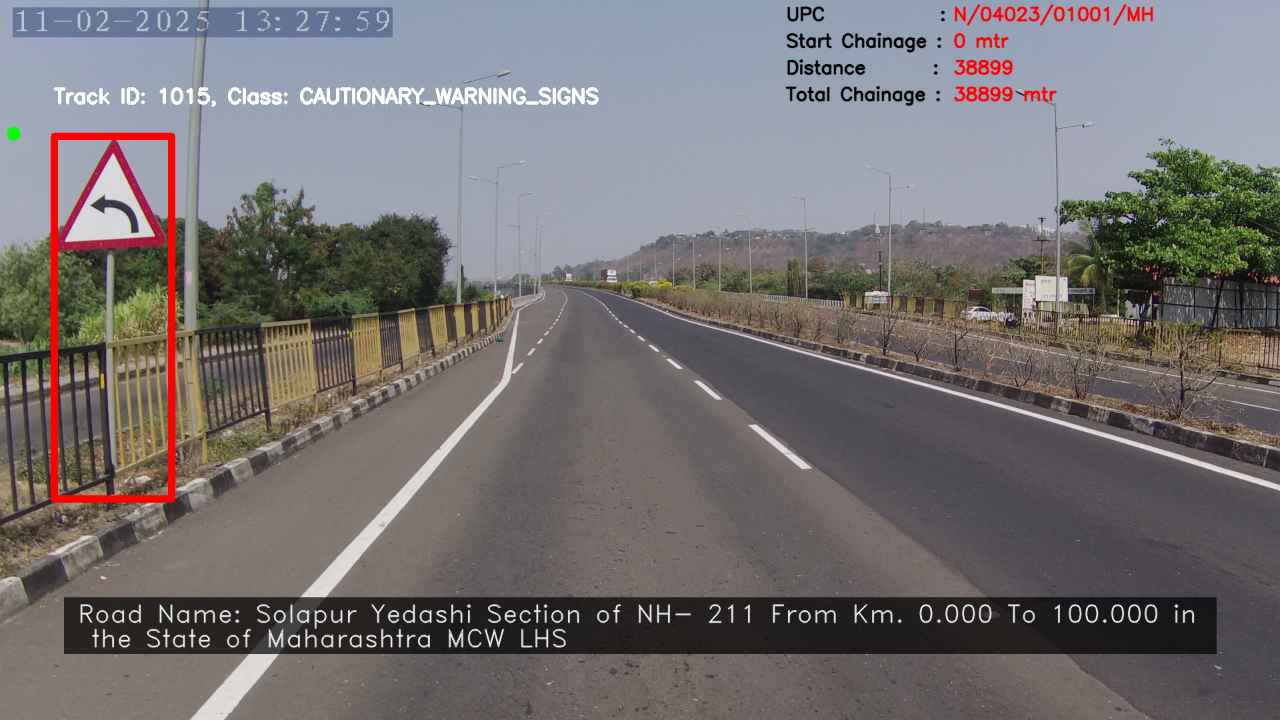 11-02-2025 13:27:59
UPC : N/04023/01001/MH
Start Chainage : 0 mtr
Distance : 38899
Total Chainage : 38899 mtr
Track ID: 1015, Class: CAUTIONARY_WARNING_SIGNS
Road Name: Solapur Yedashi Section of NH- 211 From Km. 0.000 To 100.000 in
the State of Maharashtra MCW LHS